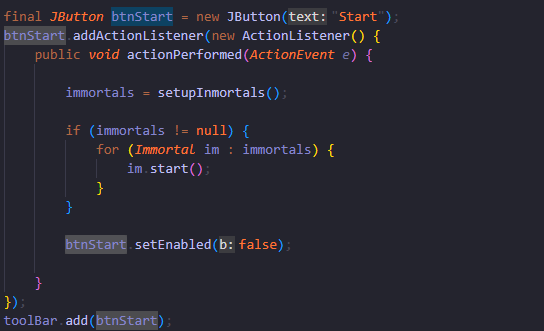 final JButton btnStart = new JButton(text: "Start");
btnStart.addActionListener(new ActionListener() {
public void actionPerformed(ActionEvent e) {
immortals = setupInmortals();
if (immortals != null) {
for (Immortal im : immortals) {
im.start();
}
}
btnStart.setEnabled(b: false);
}
});
toolBar.add(btnStart);